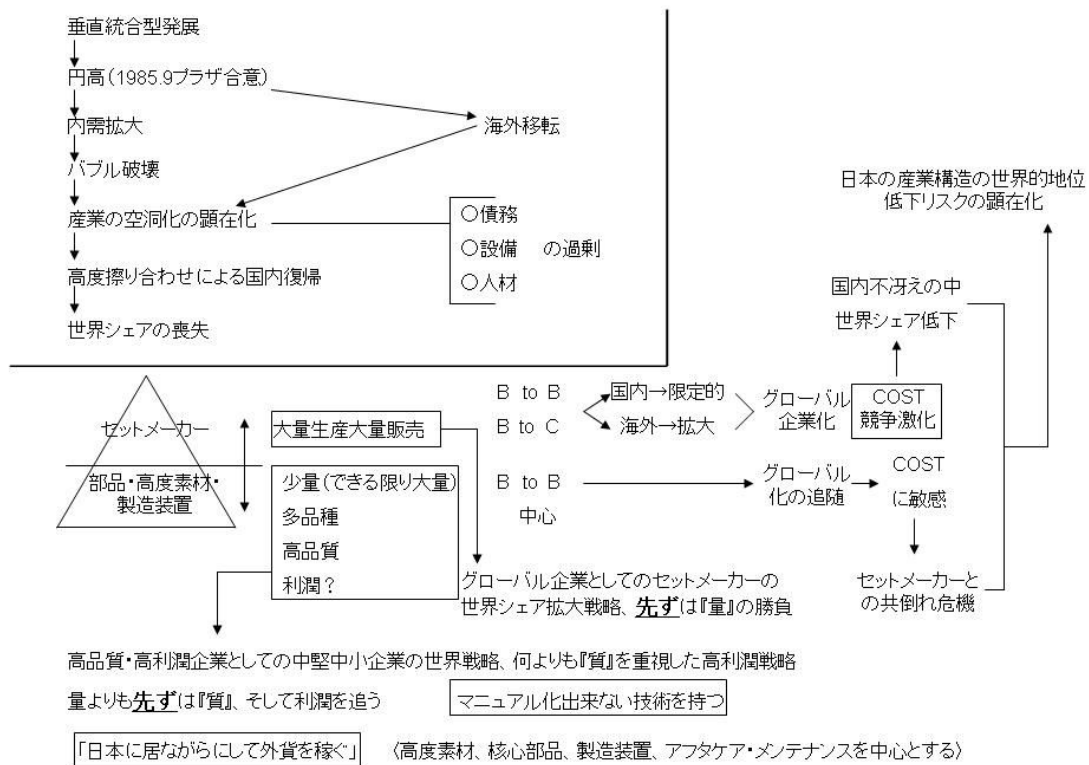 垂直統合型発展
円高(1985.9プラザ合意)
内需拡大
海外移転
バブル破壊
産業の空洞化の顕在化
○債務
○設備 の過剰
○人材
高度擦り合わせによる国内復帰
世界シェアの喪失
日本の産業構造の世界的地位
低下リスクの顕在化
国内不冴えの中
世界シェア低下
セットメーカー
大量生産大量販売
B to B
B to C
国内→限定的
海外→拡大
グローバル
企業化
COST
競争激化
部品・高度素材・
製造装置
少量(できる限り大量)
多品種
高品質
利潤?
B to B
中心
グローバル
化の追随
COST
に敏感
セットメーカーと
の共倒れ危機
グローバル企業としてのセットメーカーの
世界シェア拡大戦略、先ずは『量』の勝負
高品質・高利潤企業としての中堅中小企業の世界戦略、何よりも『質』を重視した高利潤戦略
量よりも先ずは『質』、そして利潤を追う
マニュアル化出来ない技術を持つ
「日本に居ながらにして外貨を稼ぐ」
〈高度素材、核心部品、製造装置、アフタケア・メンテナンスを中心とする〉